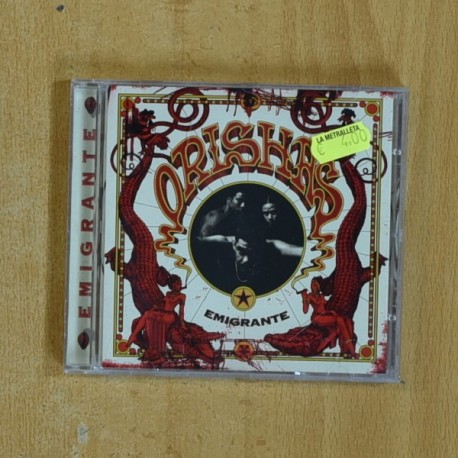 EMIGRANTE
ORISHAS
LA METRALLETA
€ 4,00
EMIGRANTE